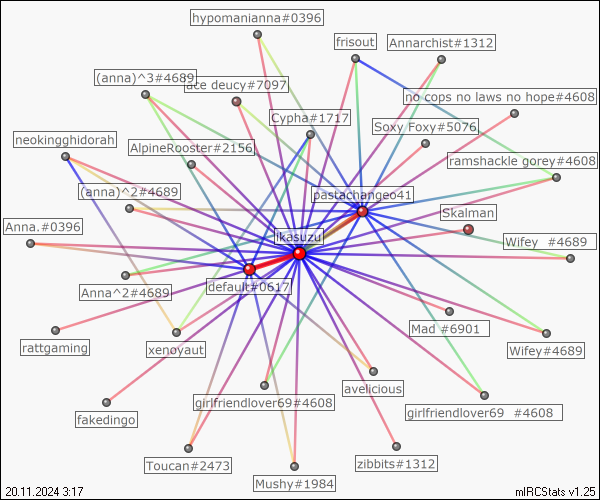 hypomanianna#0396
frisout
Annarchist#1312
(anna)^3#4689
ace deucy#7097
no cops no laws no hope#4608
Cypha#1717
Soxy Foxy#5076
neokingghidorah
AlpineRooster#2156
ramshackle gorey#4608
(anna)^2#4689
pastachangeo41
Skalman
Anna.#0396
ikasuzu
Wifey_#4689
default#0617
Anna^2#4689
Mad_#6901
rattgaming
xenoyaut
Wifey#4689
avelicious
girlfriendlover69#4608
girlfriendlover69_#4608
fakedingo
Toucan#2473
zibbits#1312
Mushy#1984
20.11.2024 3:17
mIRCStats v1.25